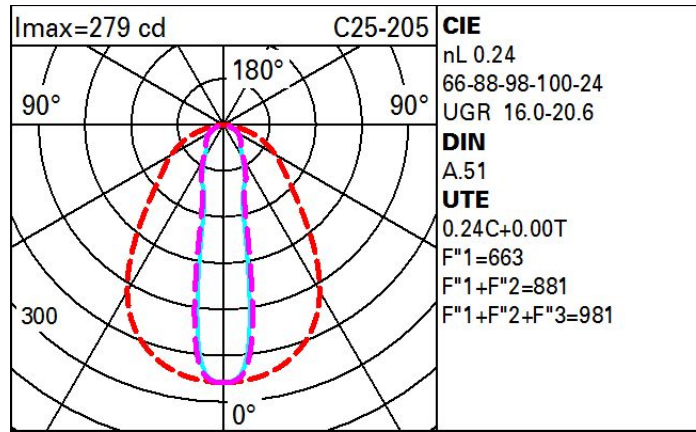 Imax=279 cd C25-205
180°
90° 90°
300
0°
CIE
nL 0.24
66-88-98-100-24
UGR 16.0-20.6
DIN
A.51
UTE
0.24C+0.00T
F"1=663
F"1+F"2=881
F"1+F"2+F"3=981